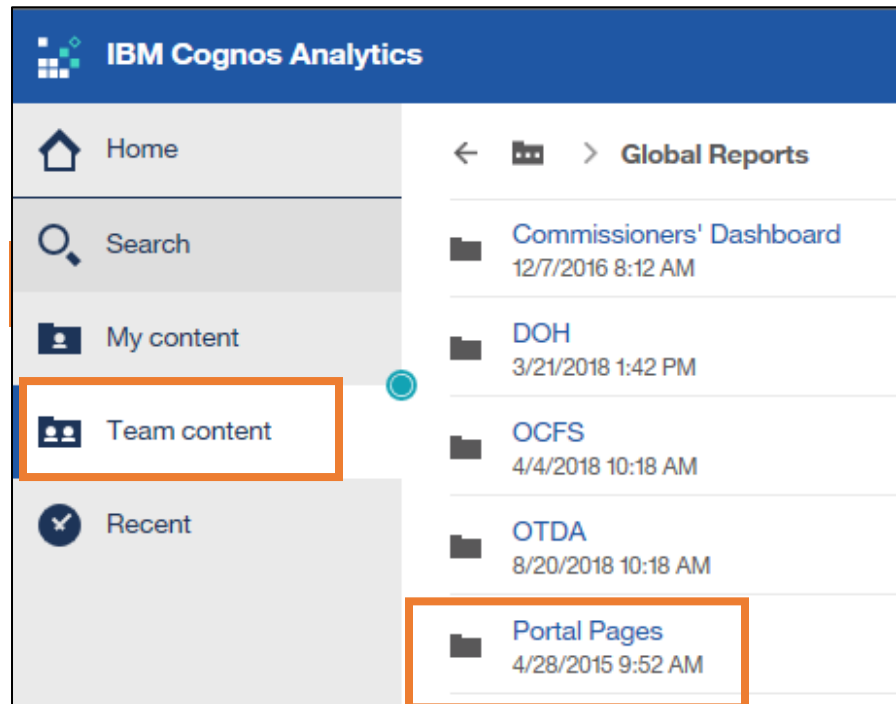 IBM Cognos Analytics
Home
Search
My content
Team content
Recent
Global Reports
Commissioners' Dashboard
12/7/2016 8:12 AM
DOH
3/21/2018 1:42 PM
OCFS
4/4/2018 10:18 AM
OTDA
8/20/2018 10:18 AM
Portal Pages
4/28/2015 9:52 AM